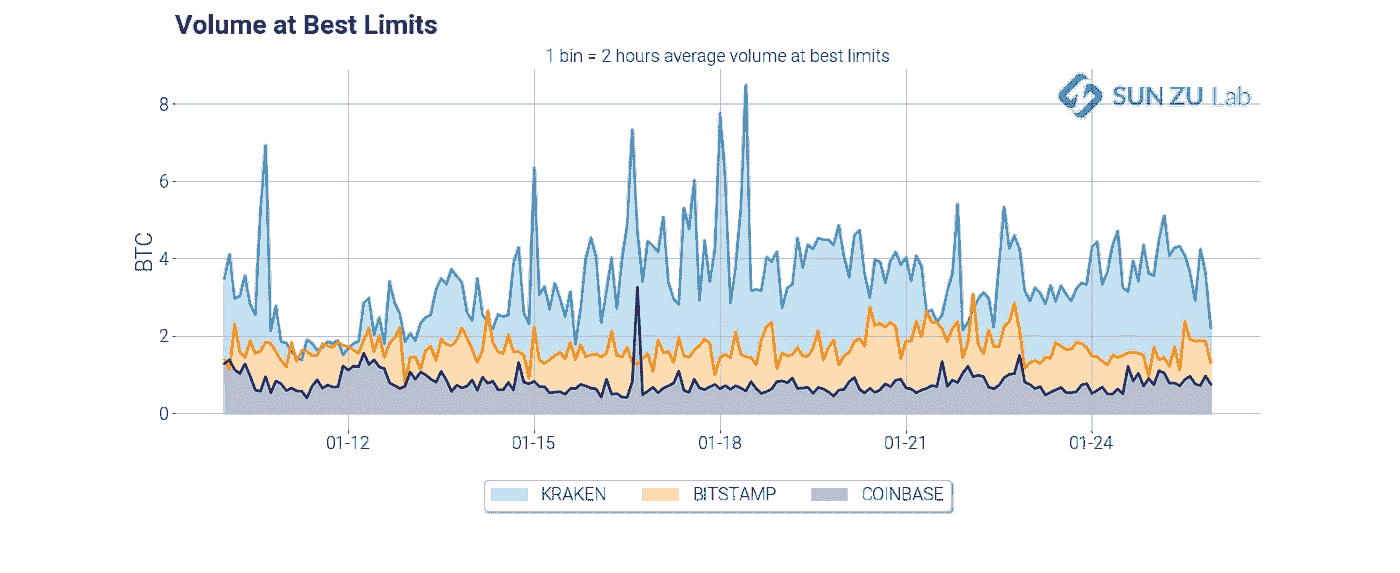 Volume at Best Limits
1 bin = 2 hours average volume at best limits
SUN ZU Lab
8
6
4
2
0
BTC
01-12 01-15 01-18 01-21 01-24
KRAKEN BITSTAMP COINBASE